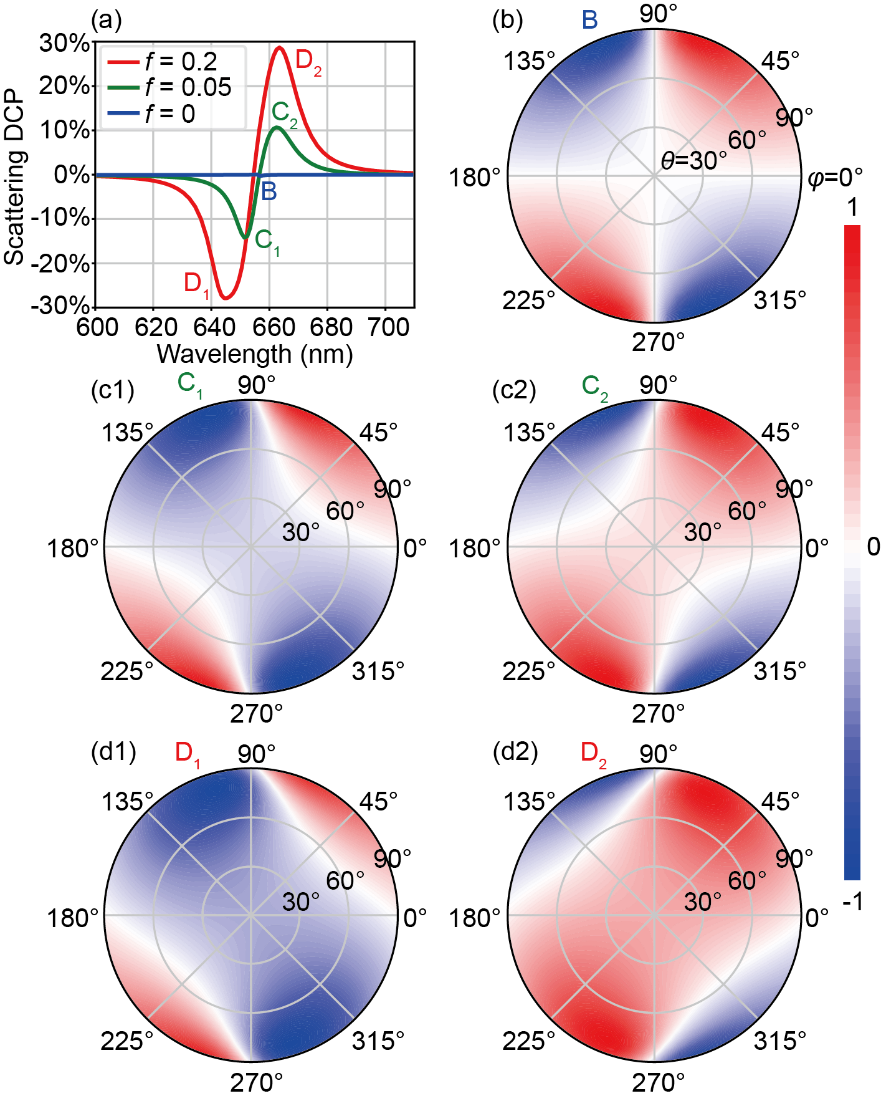 (a)
30%
20%
10%
0%
-10%
-20%
-30%
Scattering DCP
f = 0.2
f = 0.05
f = 0
D2
C2
B
C1
D1
600 620 640 660 680 700
Wavelength (nm)
(b) B 90°
135° 45°
90°
60°
θ=30°
180° φ=0°
225° 315°
270°
1
0
-1
(c1) C1 90°
135° 45°
90°
60°
30°
180° 0°
225° 315°
270°
(c2) C2 90°
135° 45°
90°
60°
30°
180° 0°
225° 315°
270°
(d1) D1 90°
135° 45°
90°
60°
30°
180° 0°
225° 315°
270°
(d2) D2 90°
135° 45°
90°
60°
30°
180° 0°
225° 315°
270°